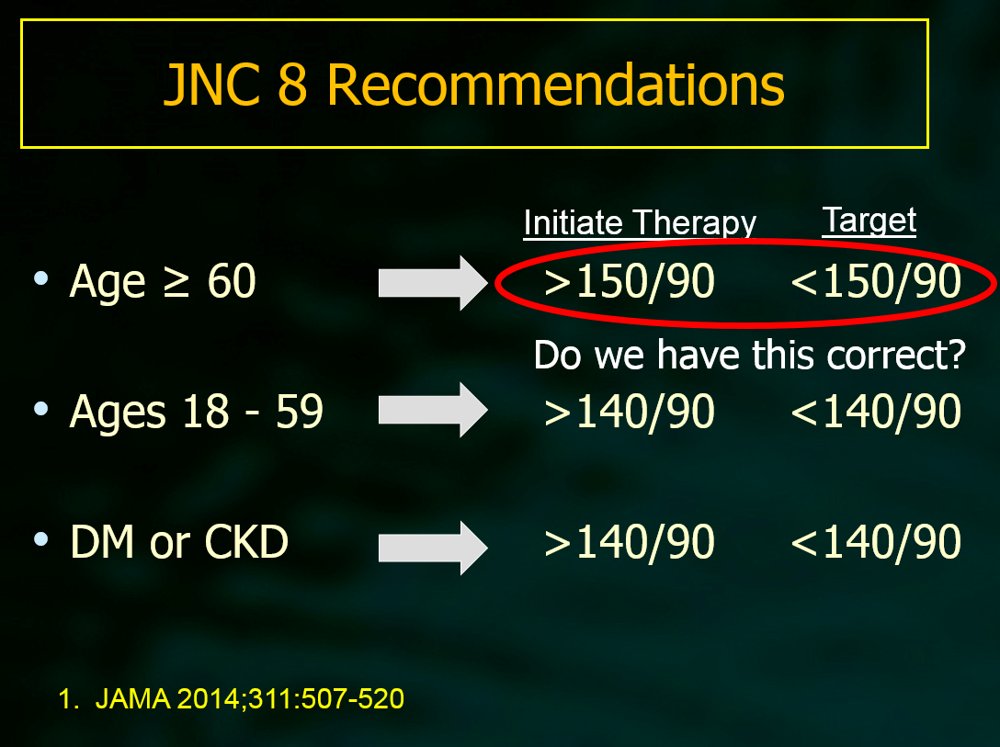 JNC 8 Recommendations
Initiate Therapy Target
• Age ≥ 60 >150/90 <150/90
Do we have this correct?
• Ages 18 - 59 >140/90 <140/90
• DM or CKD >140/90 <140/90
1. JAMA 2014;311:507-520